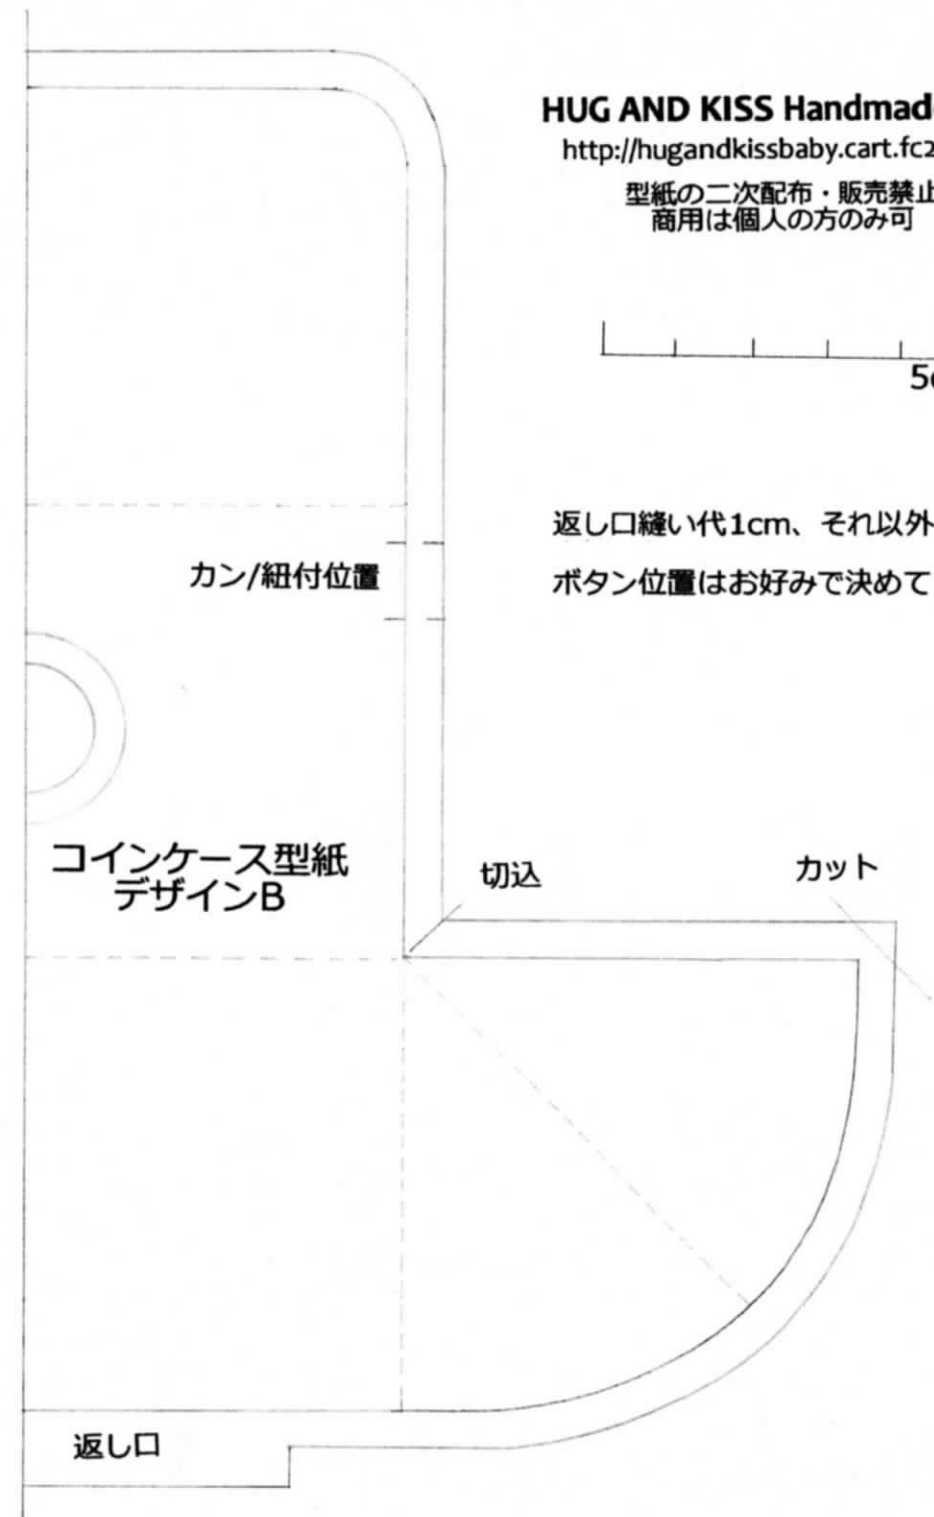 HUG AND KISS Handmad
http://hugandkissbaby.cart.fc2
型紙の二次配布・販売禁止
商用は個人の方のみ可
5c
返し口縫い代1cm、それ以外
カン/紐付位置
ボタン位置はお好みで決めて
コインケース型紙
デザインB
切込
カット
返し口